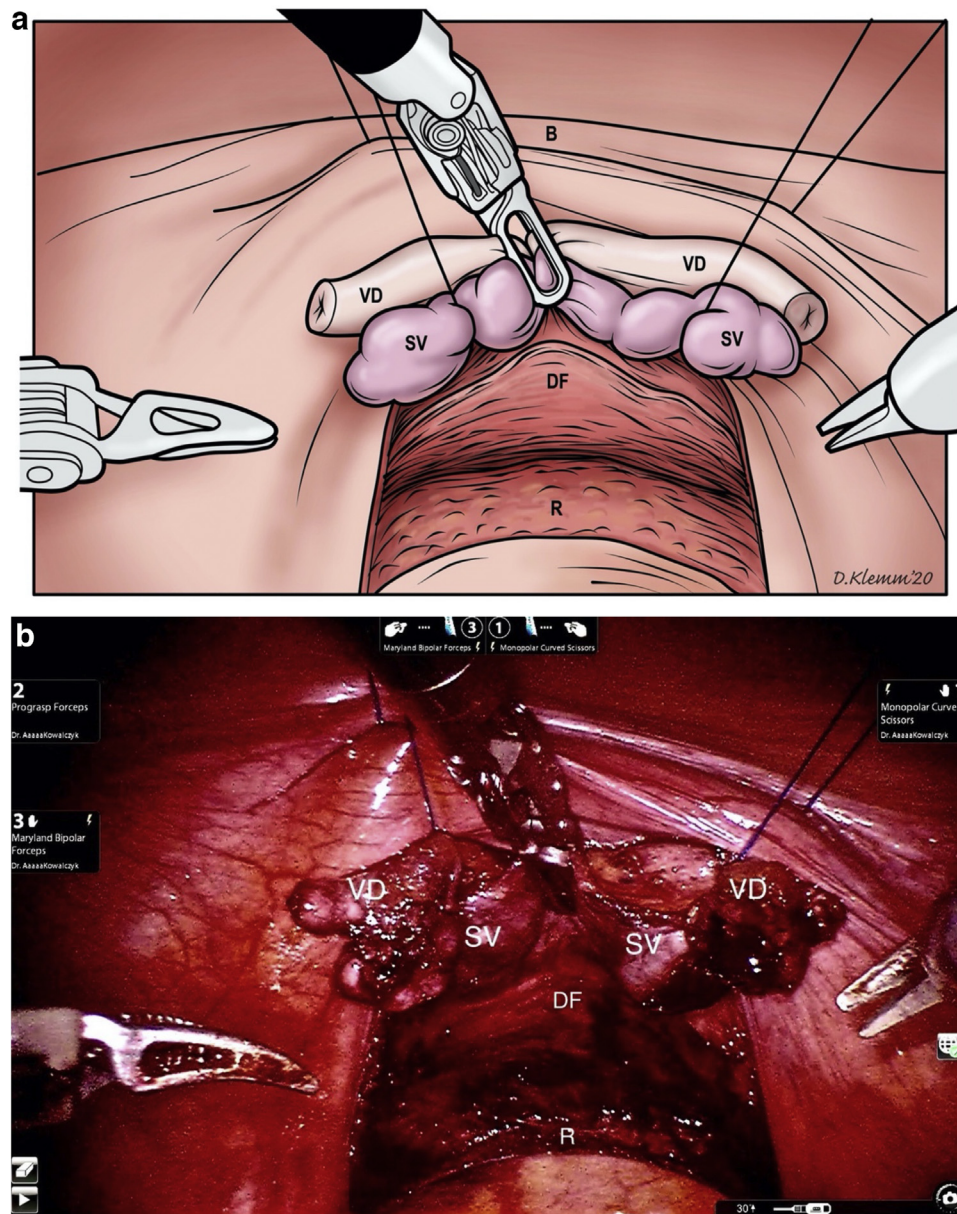 a
B
VD
VD
SV
SV
DF
R
D.Klemm'20
b
3
1
Maryland Bipolar Forceps
Monopolar Curved Scissors
2
Prograsp Forceps
Dr. AaaaaKowalczyk
Monopolar Curve
Scissors
Dr. AaaaaKowalczyk
3
Maryland Bipolar
Forceps
Dr. AaaaaKowalczyk
VD
VD
SV
SV
DF
R
30°